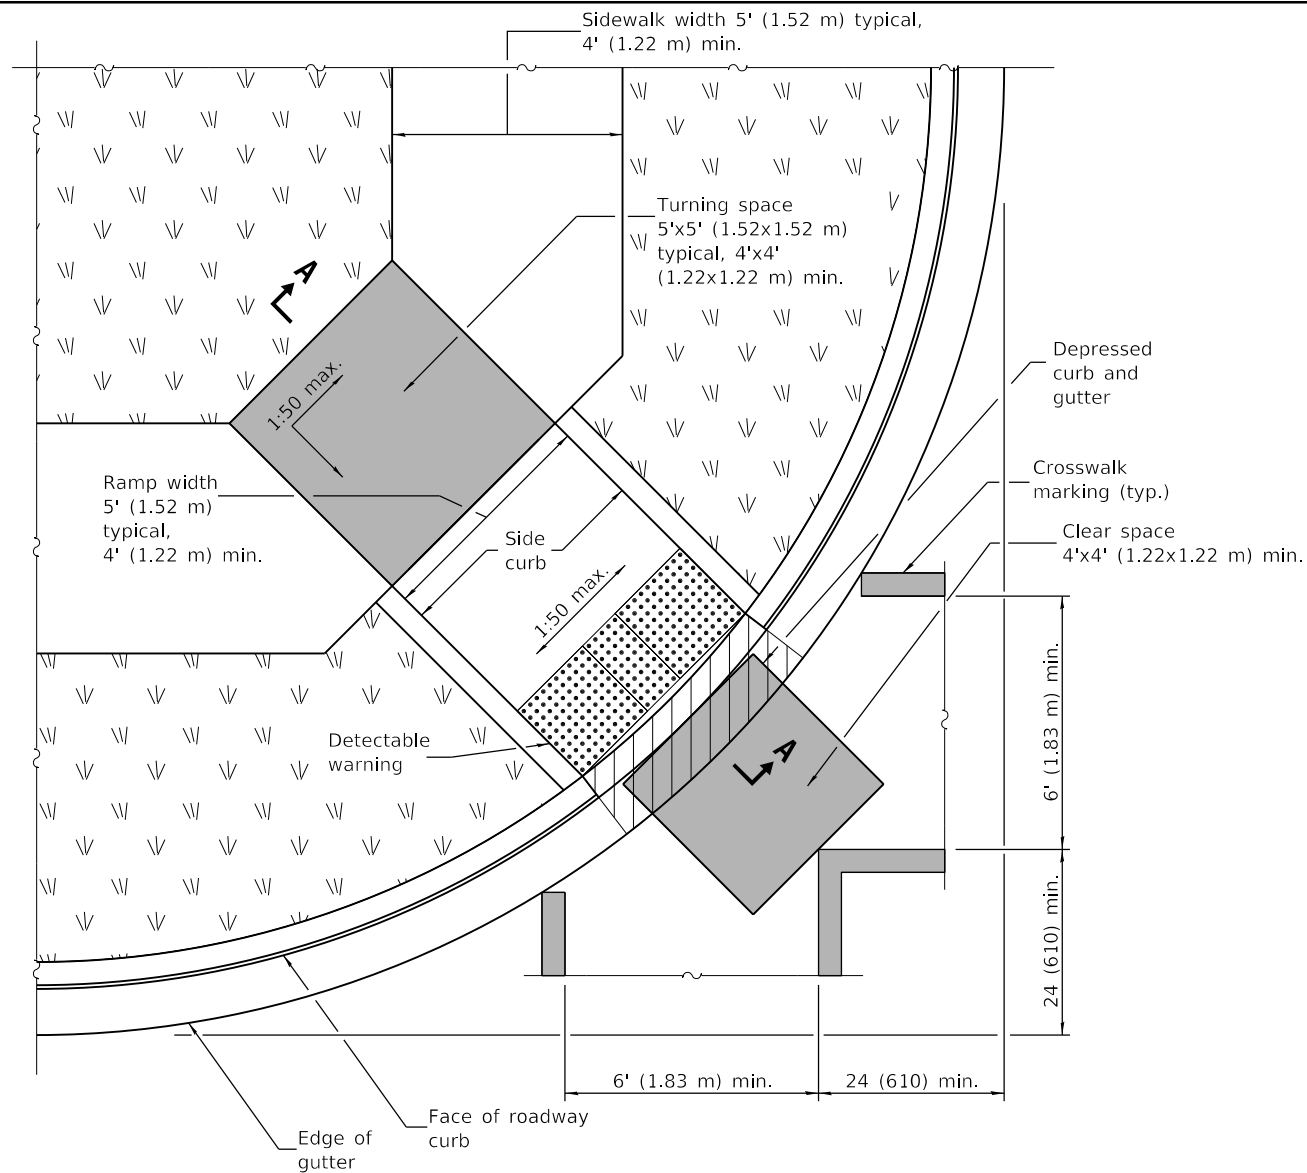 Sidewalk width 5' (1.52 m) typical,
4' (1.22 m) min.
Turning space
5'x5' (1.52x1.52 m)
typical, 4'x4'
(1.22x1.22 m) min.
A
1:50 max.
Depressed
curb and
gutter
Crosswalk
marking (typ.)
Clear space
4'x4' (1.22x1.22 m) min.
Ramp width
5' (1.52 m)
typical,
4' (1.22 m) min.
Side
curb
1:50 max.
Detectable
warning
A
6' (1.83 m) min.
24 (610) min.
6' (1.83 m) min.
24 (610) min.
Face of roadway
curb
Edge of
gutter